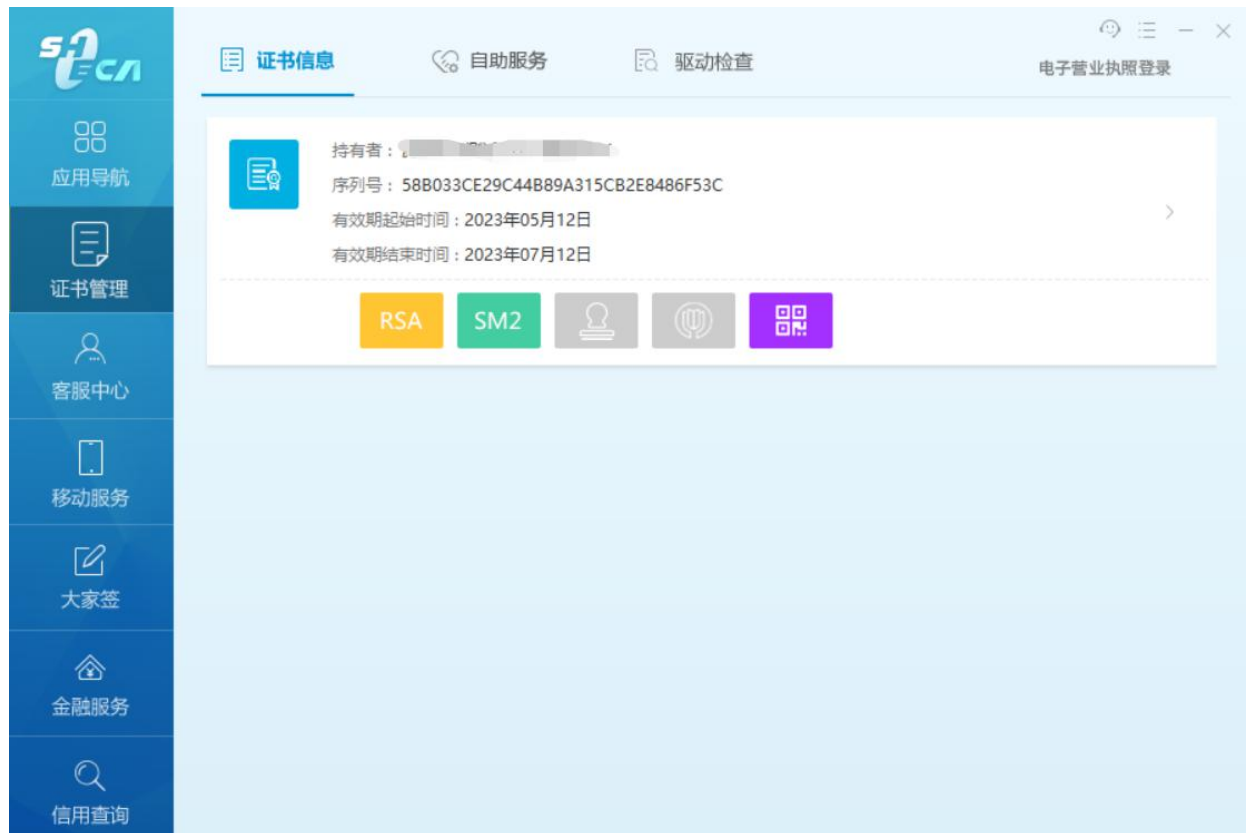 SHECA
证书信息
自助服务
驱动检查
电子营业执照登录
应用导航
证书管理
客服中心
移动服务
大家签
金融服务
信用查询
持有者：
序列号：58B033CE29C44B89A315CB2E8486F53C
有效期起始时间：2023年05月12日
有效期结束时间：2023年07月12日
RSA
SM2